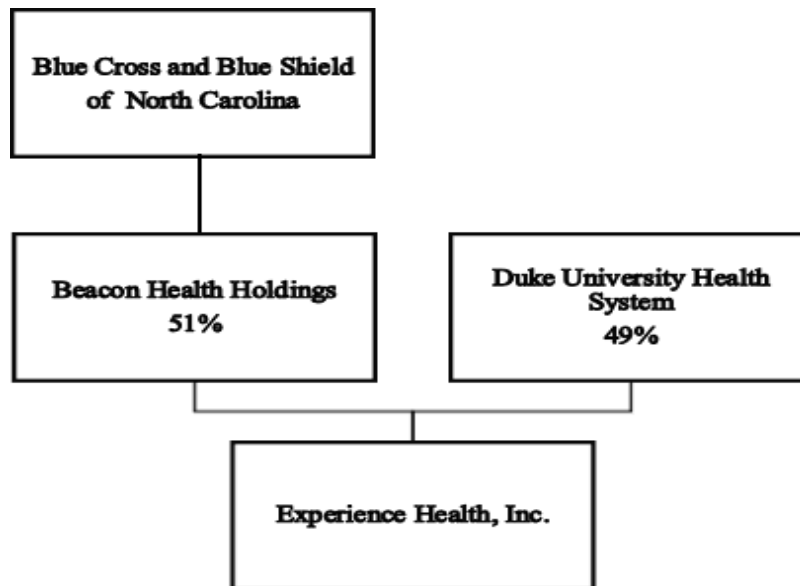 Blue Cross and Blue Shield
of North Carolina
Beacon Health Holdings
51%
Duke University Health
System
49%
Experience Health, Inc.